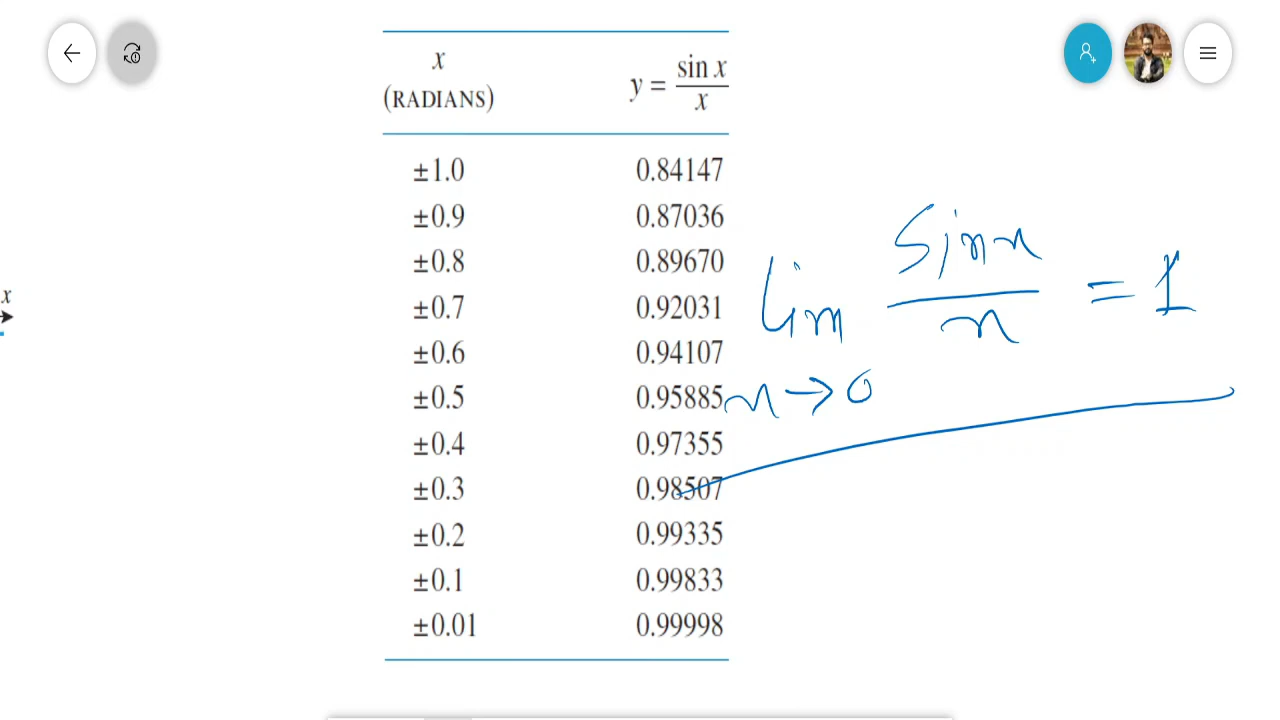 x
(RADIANS)
y = sin x / x
±1.0 0.84147
±0.9 0.87036
±0.8 0.89670
±0.7 0.92031
±0.6 0.94107
±0.5 0.95885
±0.4 0.97355
±0.3 0.98507
±0.2 0.99335
±0.1 0.99833
±0.01 0.99998
x
lim sin x / x = 1
x → 0